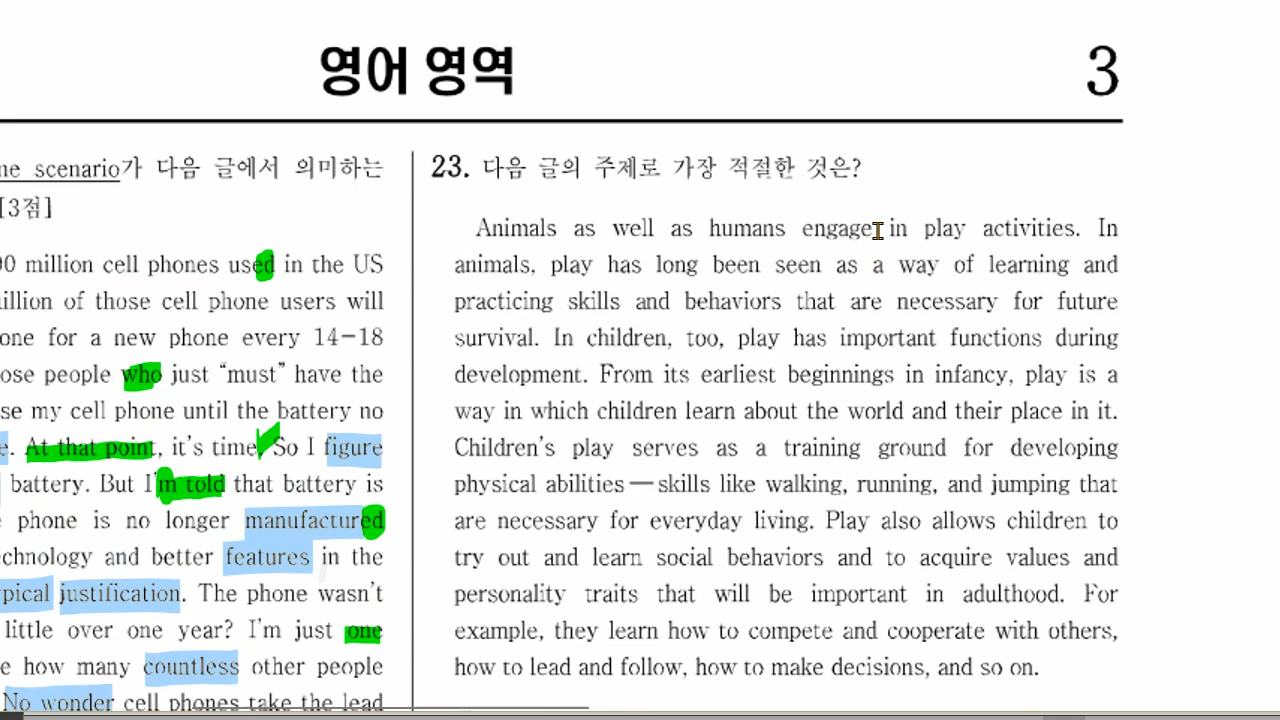 영어 영역
3
ne scenario가 다음 글에서 의미하는
[3점]
00 million cell phones used in the US
illion of those cell phone users will
one for a new phone every 14-18
ose people who just “must” have the
se my cell phone until the battery no
e. At that point, it's time. So I figure
battery. But I'm told that battery is
e phone is no longer manufactured
echnology and better features in the
ypical justification. The phone wasn't
little over one year? I'm just one
e how many countless other people
No wonder cell phones take the lead
23. 다음 글의 주제로 가장 적절한 것은?
Animals as well as humans engage in play activities. In
animals, play has long been seen as a way of learning and
practicing skills and behaviors that are necessary for future
survival. In children, too, play has important functions during
development. From its earliest beginnings in infancy, play is a
way in which children learn about the world and their place in it.
Children's play serves as a training ground for developing
physical abilities — skills like walking, running, and jumping that
are necessary for everyday living. Play also allows children to
try out and learn social behaviors and to acquire values and
personality traits that will be important in adulthood. For
example, they learn how to compete and cooperate with others,
how to lead and follow, how to make decisions, and so on.